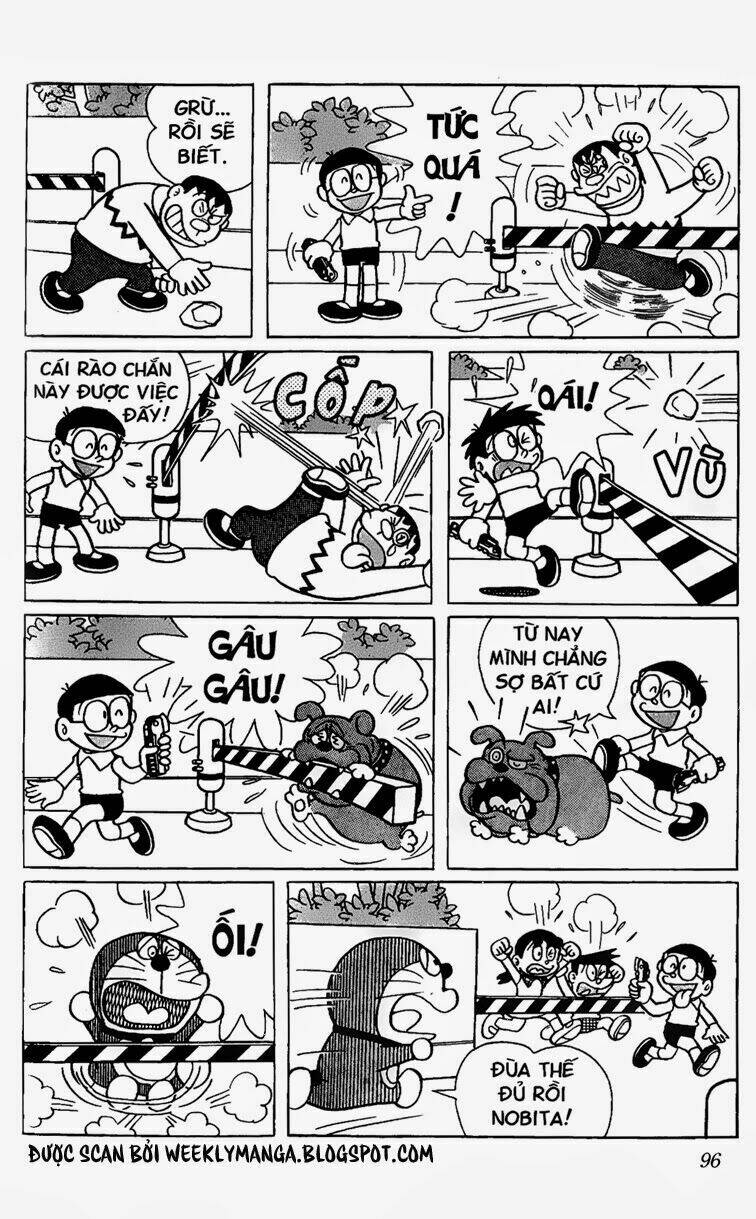 GRỪ...
RỒI SẼ
BIẾT.
TỨC
QUÁ
!
CÁI RÀO CHẮN
NÀY ĐƯỢC VIỆC
ĐẤY!
CỐP
'OÁI!
VÙ
GÂU
GÂU!
TỪ NAY
MÌNH CHẲNG
SỢ BẤT CỨ
AI!
ỐI!
ĐÙA THẾ
ĐỦ RỒI
NOBITA!
ĐƯỢC SCAN BỞI WEEKLYMANGA.BLOGSPOT.COM
96